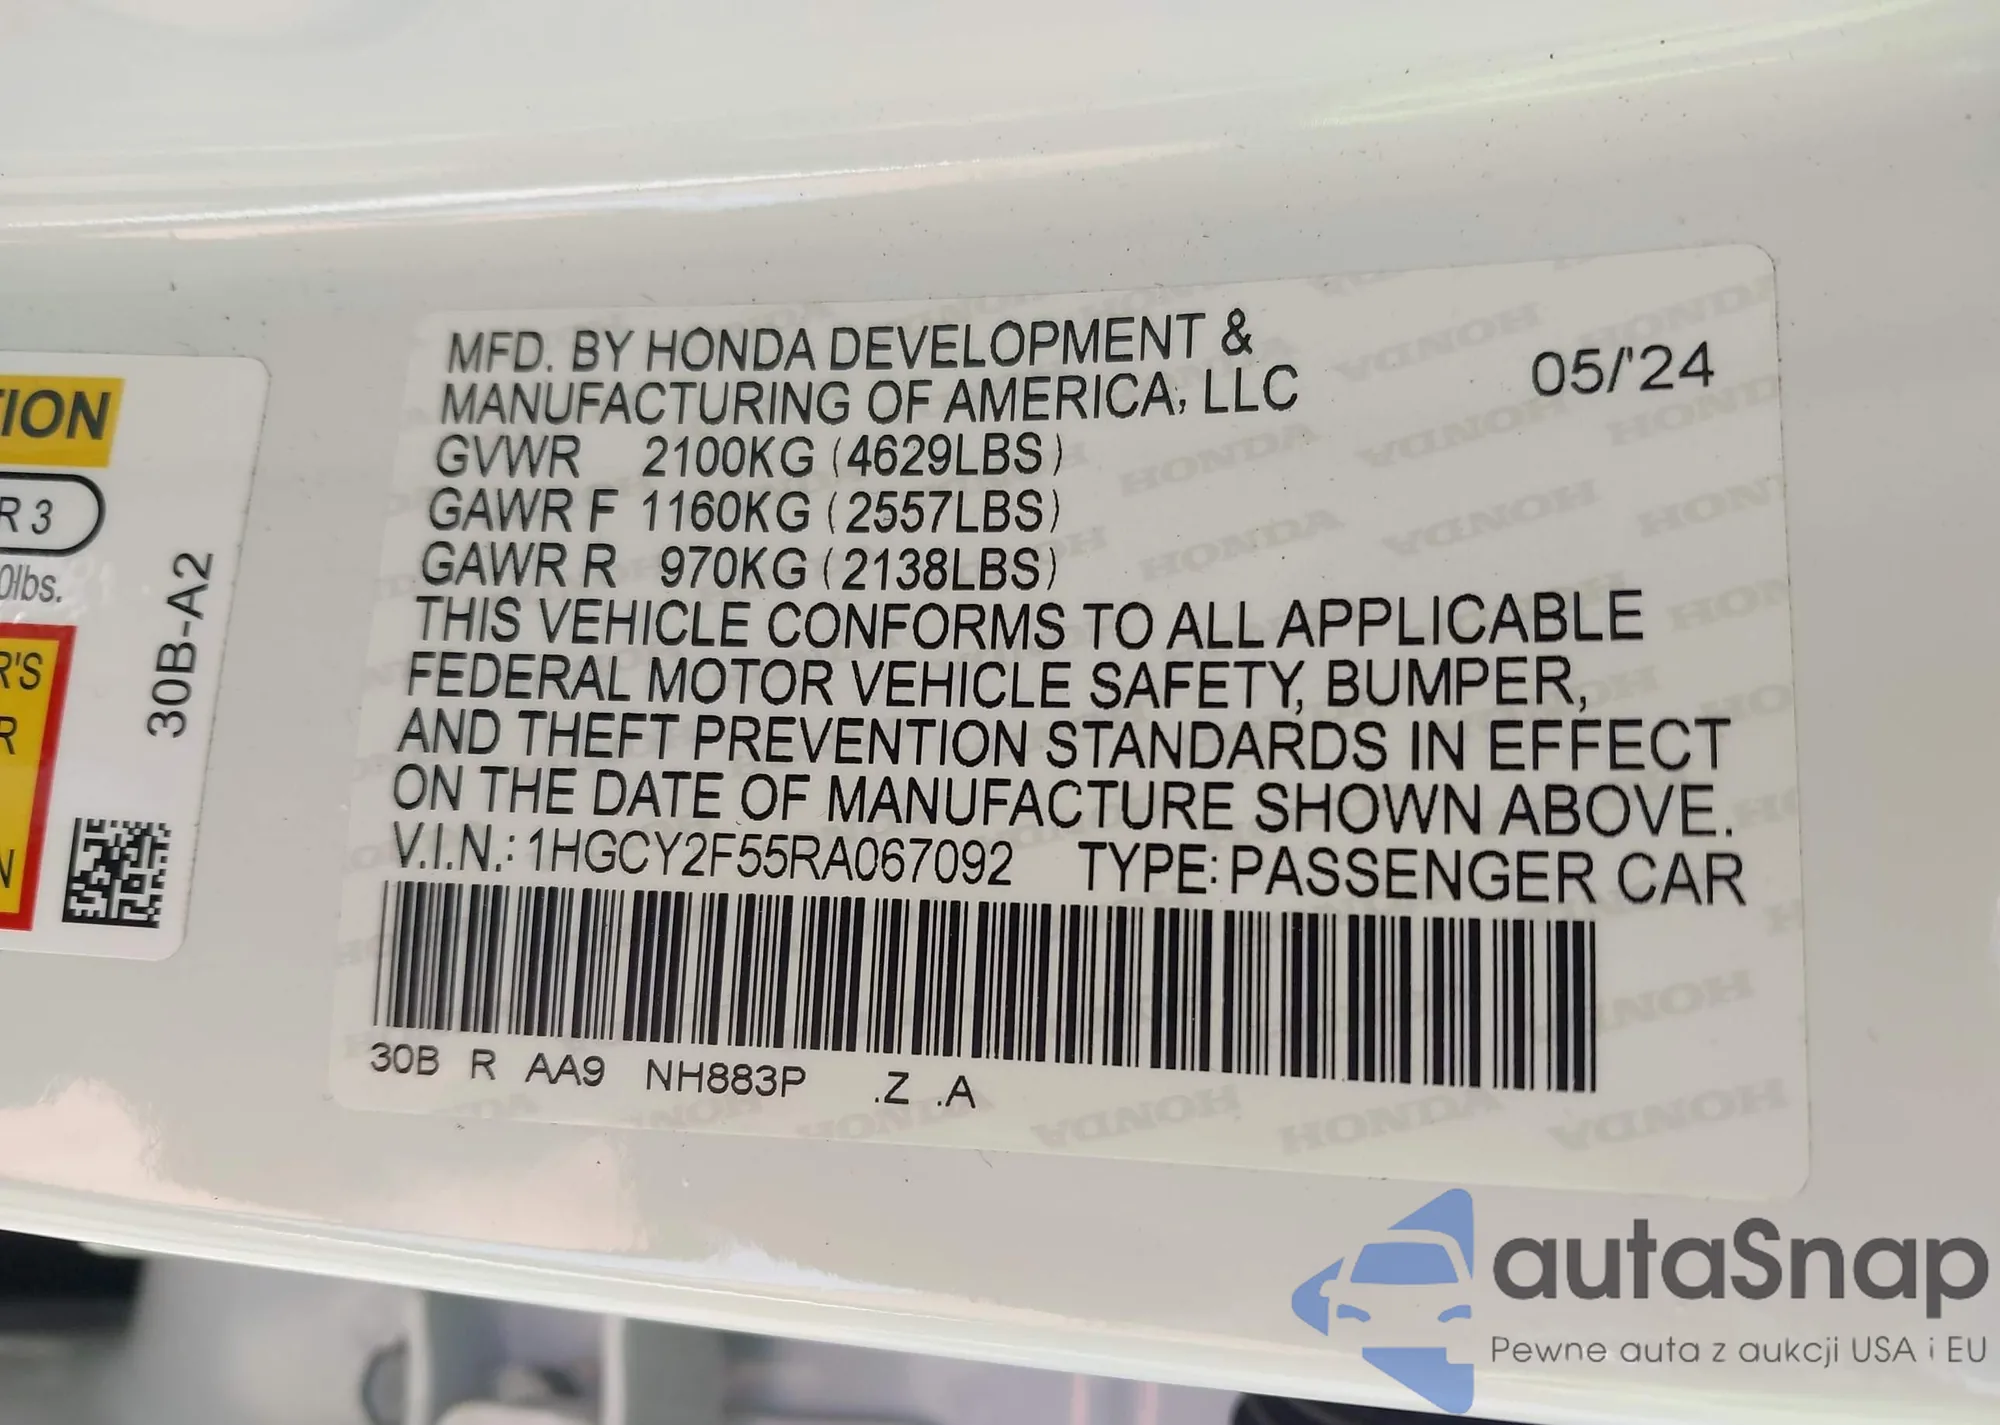 MFD. BY HONDA DEVELOPMENT &
MANUFACTURING OF AMERICA, LLC
05/'24
GVWR 2100KG (4629LBS)
GAWR F 1160KG (2557LBS)
GAWR R 970KG (2138LBS)
THIS VEHICLE CONFORMS TO ALL APPLICABLE
FEDERAL MOTOR VEHICLE SAFETY, BUMPER,
AND THEFT PREVENTION STANDARDS IN EFFECT
ON THE DATE OF MANUFACTURE SHOWN ABOVE.
V.I.N.: 1HGCY2F55RA067092 TYPE: PASSENGER CAR
30B R AA9 NH883P .Z .A
ION
R 3
0lbs.
R'S
R
N
30B-A2
HONDA
autaSnap
Pewne auta z aukcji USA i EU